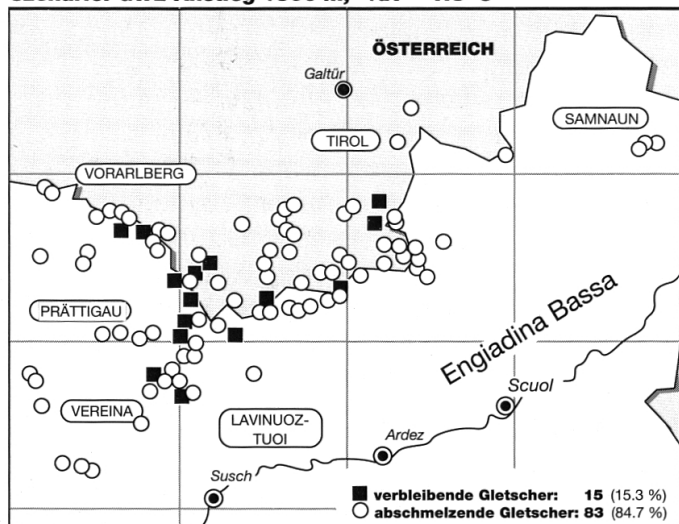 ÖSTERREICH
Galtür
SAMNAUN
TIROL
VORARLBERG
PRÄTTIGAU
Engiadina Bassa
Scuol
VEREINA
LAVINUOZ-
TUOI
Ardez
Susch
verbleibende Gletscher: 15 (15.3 %)
abschmelzende Gletscher: 83 (84.7 %)